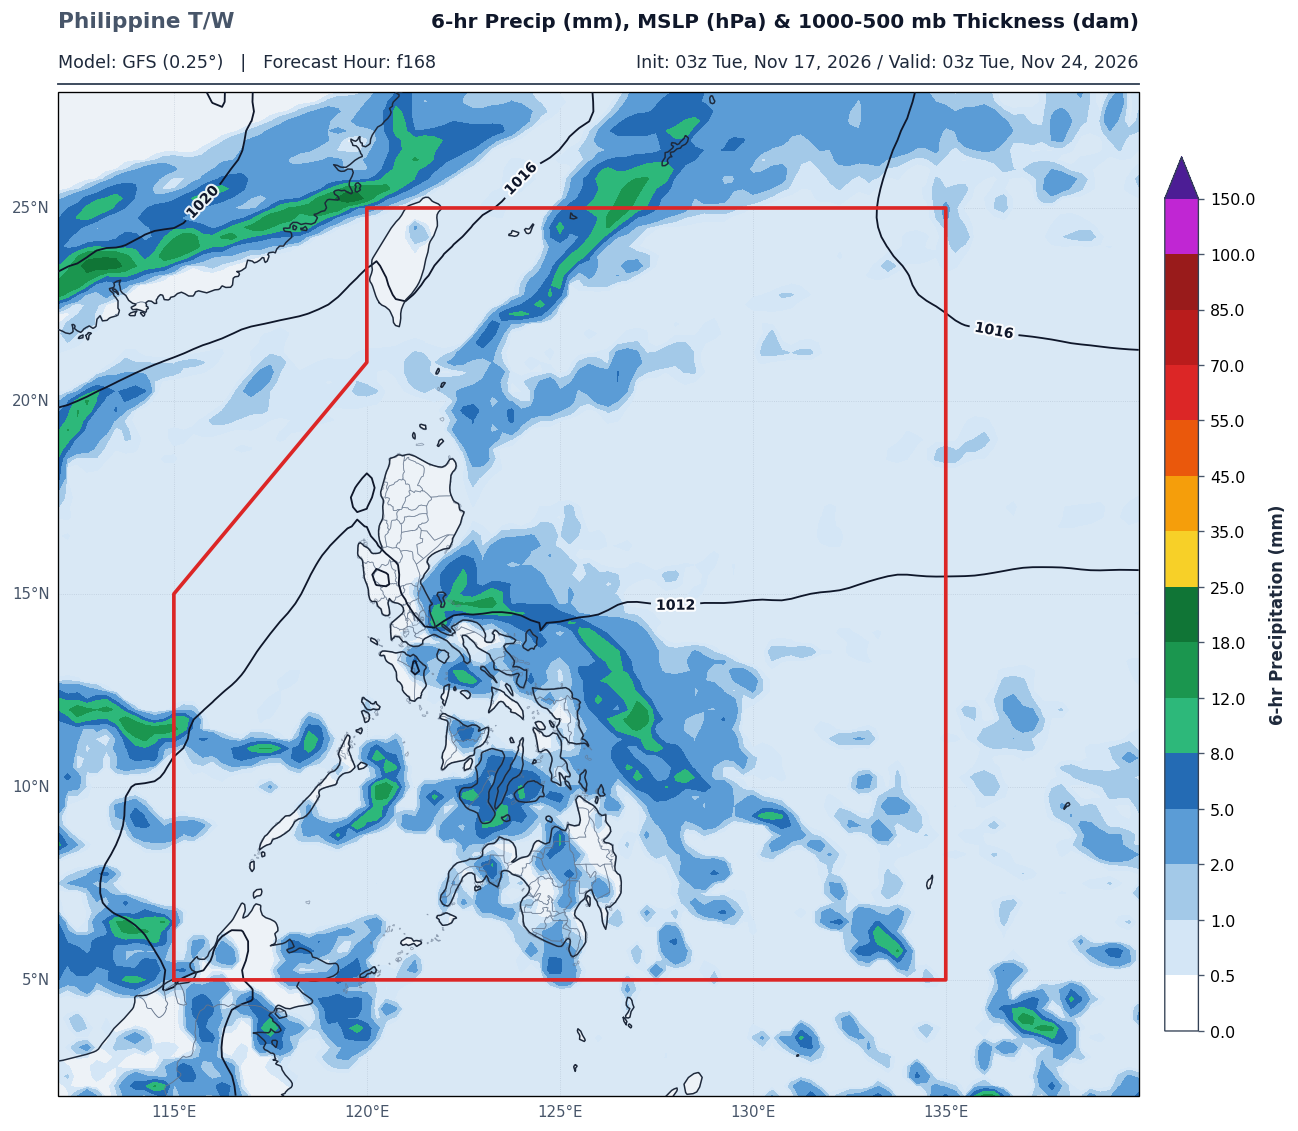 Philippine T/W
6-hr Precip (mm), MSLP (hPa) & 1000-500 mb Thickness (dam)
Model: GFS (0.25°) | Forecast Hour: f168
Init: 03z Tue, Nov 17, 2026 / Valid: 03z Tue, Nov 24, 2026
1020
1016
1016
1012
25°N
20°N
15°N
10°N
5°N
115°E
120°E
125°E
130°E
135°E
150.0
100.0
85.0
70.0
55.0
45.0
35.0
25.0
18.0
12.0
8.0
5.0
2.0
1.0
0.5
0.0
6-hr Precipitation (mm)